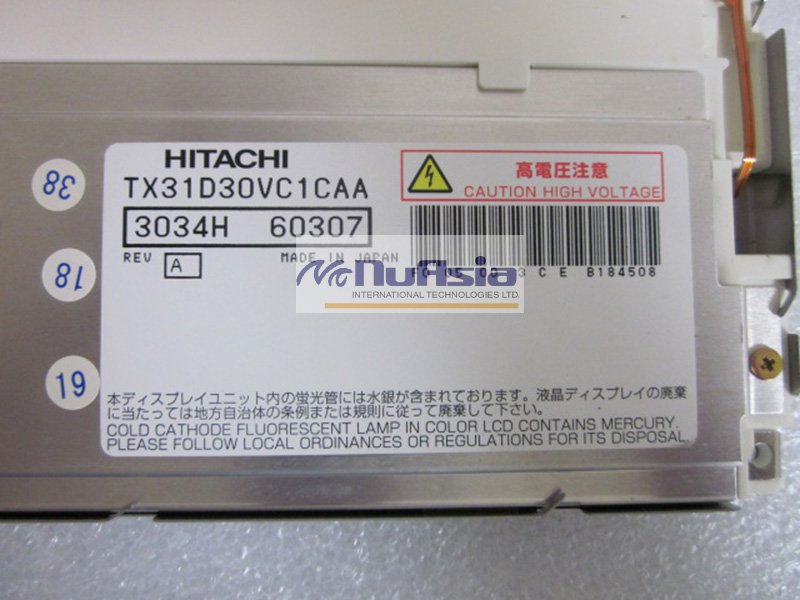 HITACHI
TX31D30VC1CAA
3034H 60307
REV A MADE IN JAPAN
高電圧注意
CAUTION HIGH VOLTAGE
3 C E B184508
NuAsia
INTERNATIONAL TECHNOLOGIES LTD.
38
18
19
本ディスプレイユニット内の蛍光管には水銀が含まれております。液晶ディスプレイの廃棄
に当たっては地方自治体の条例または規則に従って廃棄して下さい。
COLD CATHODE FLUORESCENT LAMP IN COLOR LCD CONTAINS MERCURY.
PLEASE FOLLOW LOCAL ORDINANCES OR REGULATIONS FOR ITS DISPOSAL.